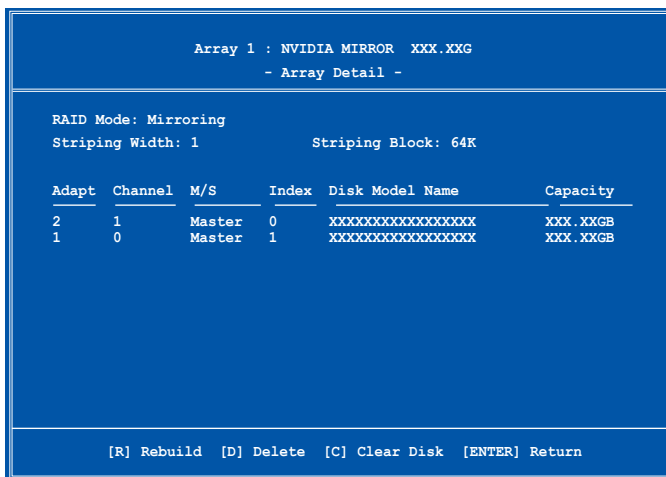 Array 1 : NVIDIA MIRROR XXX.XXG
- Array Detail -
RAID Mode: Mirroring
Striping Width: 1 Striping Block: 64K
Adapt Channel M/S Index Disk Model Name Capacity
2 1 Master 0 XXXXXXXXXXXXXXXXX XXX.XXGB
1 0 Master 1 XXXXXXXXXXXXXXXXX XXX.XXGB
[R] Rebuild [D] Delete [C] Clear Disk [ENTER] Return